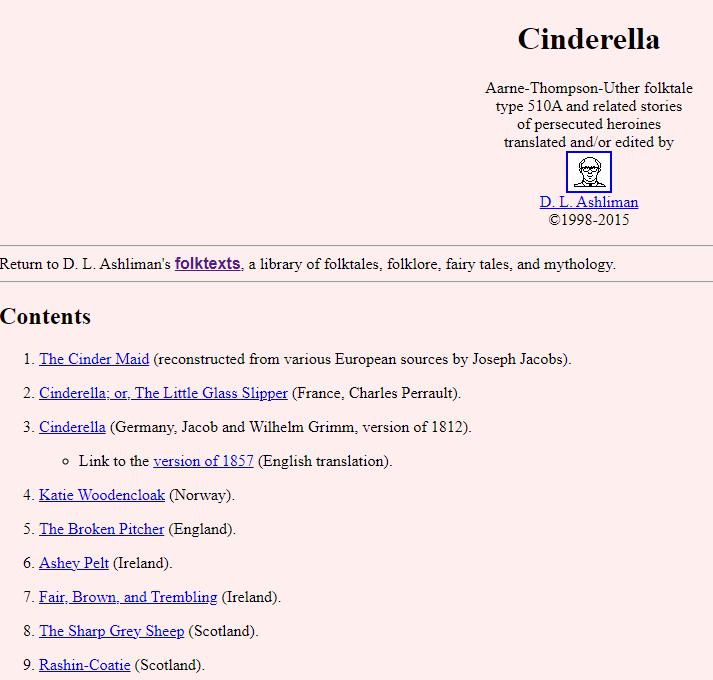 Cinderella
Aarne-Thompson-Uther folktale
type 510A and related stories
of persecuted heroines
translated and/or edited by
D. L. Ashliman
©1998-2015
Return to D. L. Ashliman's folktexts, a library of folktales, folklore, fairy tales, and mythology.
Contents
1. The Cinder Maid (reconstructed from various European sources by Joseph Jacobs).
2. Cinderella; or, The Little Glass Slipper (France, Charles Perrault).
3. Cinderella (Germany, Jacob and Wilhelm Grimm, version of 1812).
Link to the version of 1857 (English translation).
4. Katie Woodencloak (Norway).
5. The Broken Pitcher (England).
6. Ashey Pelt (Ireland).
7. Fair, Brown, and Trembling (Ireland).
8. The Sharp Grey Sheep (Scotland).
9. Rashin-Coatie (Scotland).